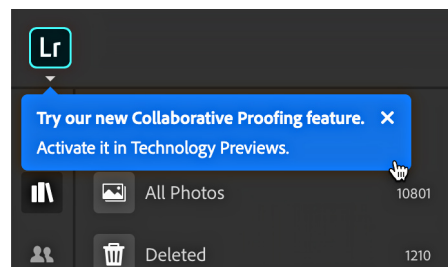 Lr
Try our new Collaborative Proofing feature.
Activate it in Technology Previews.
All Photos 10801
Deleted 1210